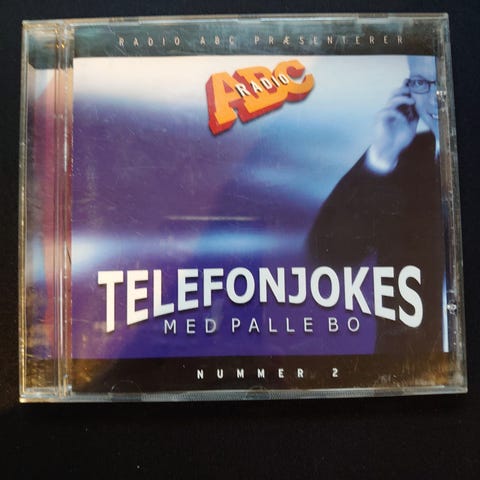 RADIO ABC PRÆSENTERER
ABC
RADIO
TELEFONJOKES
MED PALLE BO
NUMMER 2